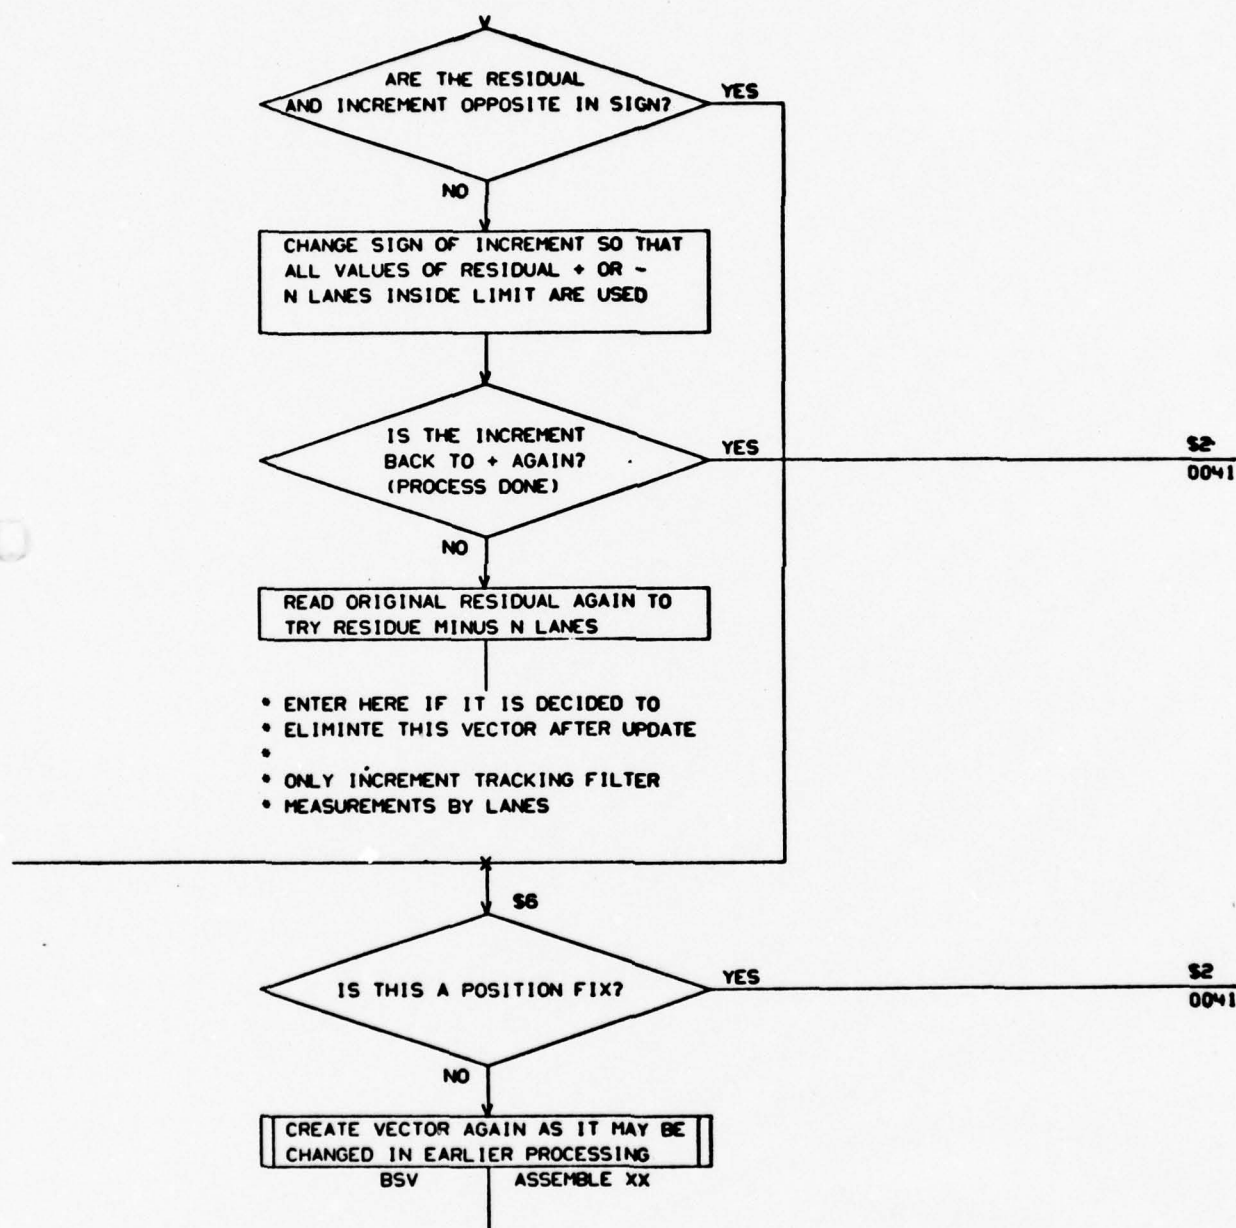 ARE THE RESIDUAL
AND INCREMENT OPPOSITE IN SIGN?
YES
NO
CHANGE SIGN OF INCREMENT SO THAT
ALL VALUES OF RESIDUAL + OR -
N LANES INSIDE LIMIT ARE USED
IS THE INCREMENT
BACK TO + AGAIN?
(PROCESS DONE)
YES
$2
0041
NO
READ ORIGINAL RESIDUAL AGAIN TO
TRY RESIDUE MINUS N LANES
* ENTER HERE IF IT IS DECIDED TO
* ELIMINTE THIS VECTOR AFTER UPDATE
*
* ONLY INCREMENT TRACKING FILTER
* MEASUREMENTS BY LANES
$6
IS THIS A POSITION FIX?
YES
$2
0041
NO
CREATE VECTOR AGAIN AS IT MAY BE
CHANGED IN EARLIER PROCESSING
BSV ASSEMBLE XX